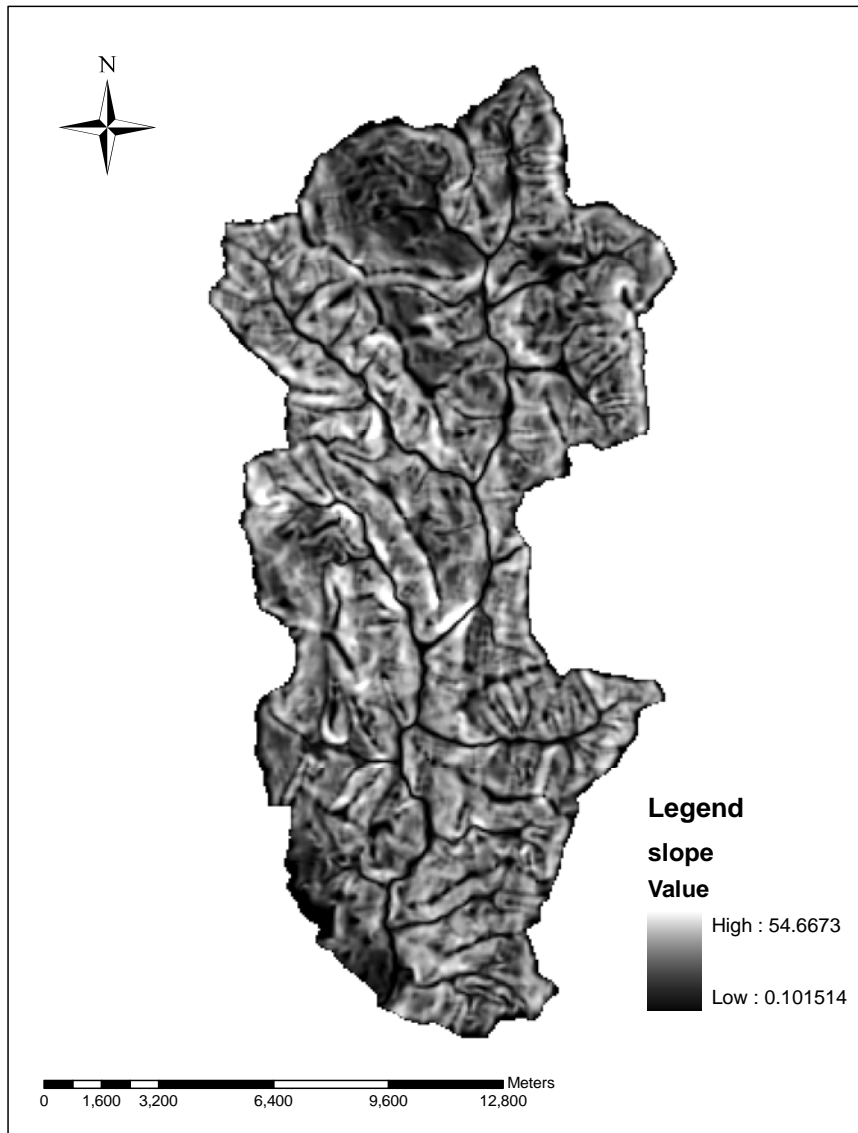 N
Legend
slope
Value
High : 54.6673
Low : 0.101514
Meters
0 1,600 3,200 6,400 9,600 12,800